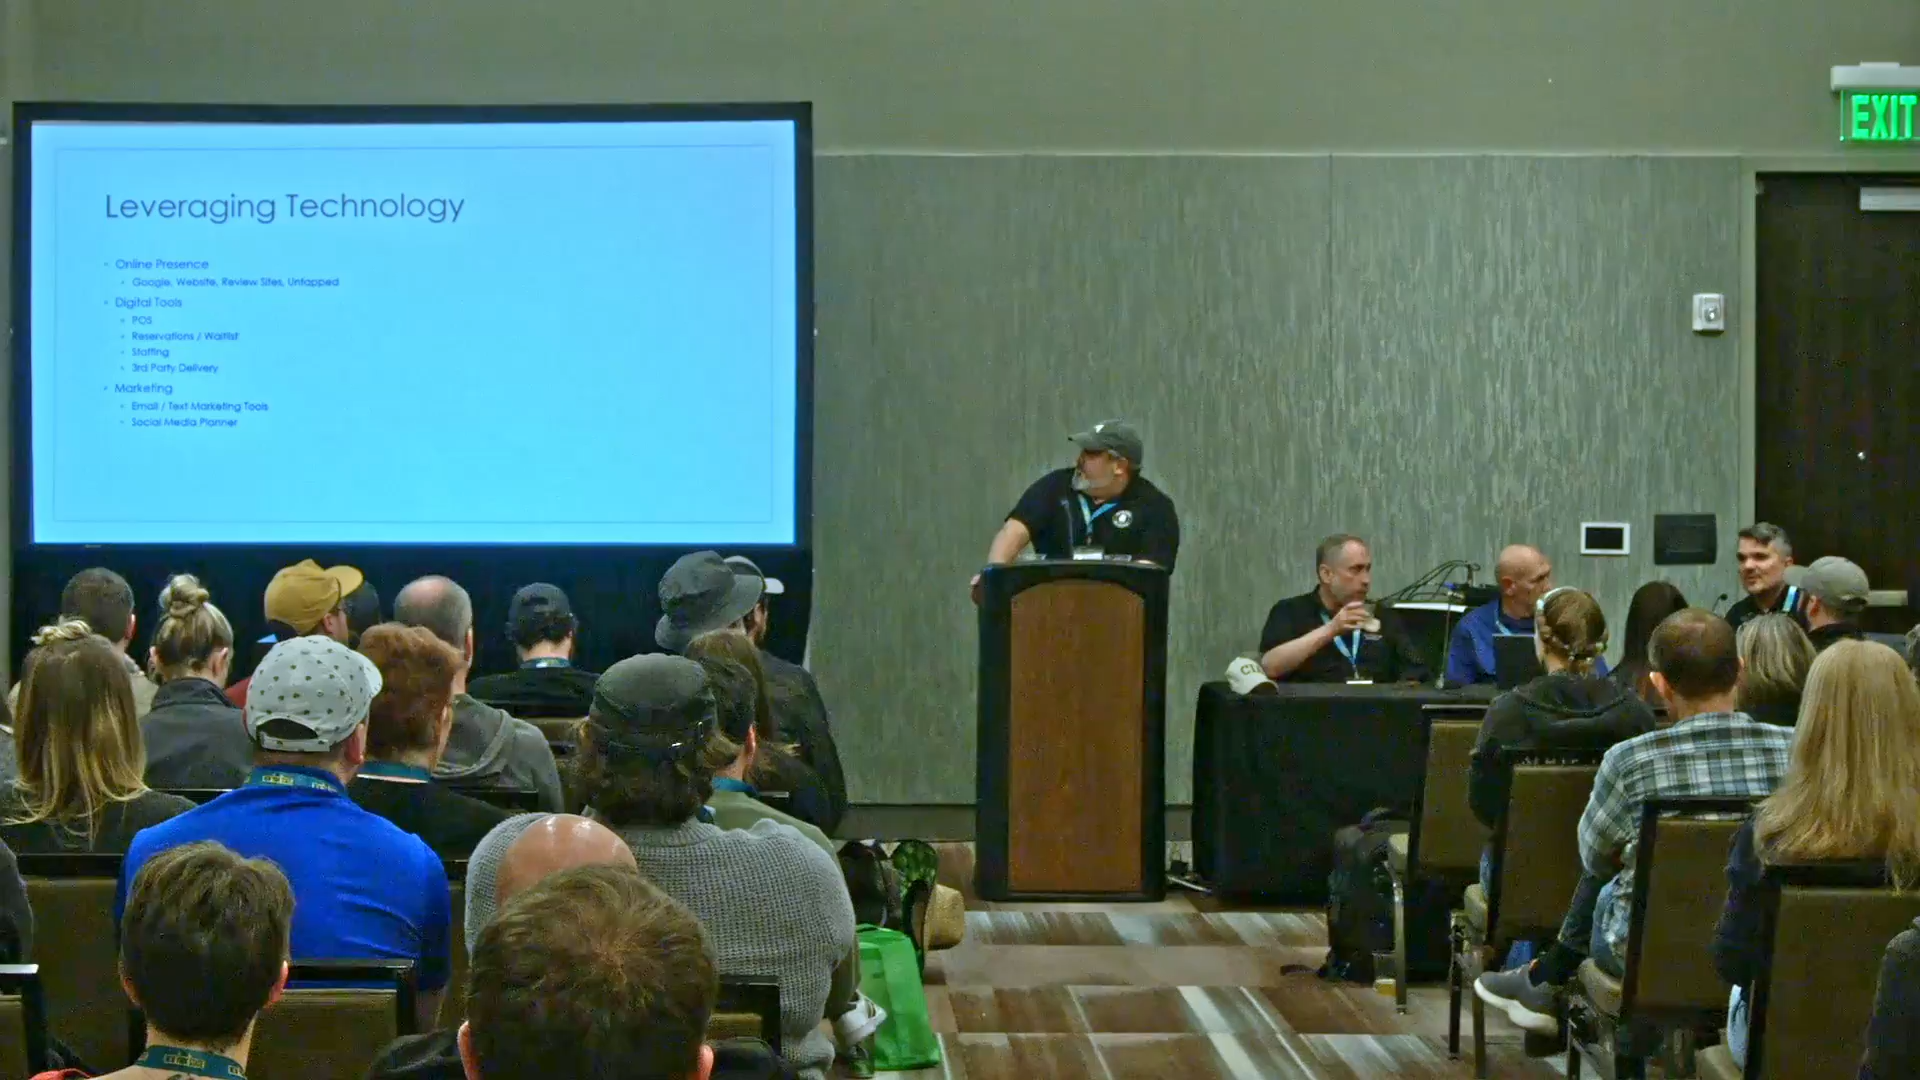 Leveraging Technology
Online Presence
Google, Website, Review Sites, Untapped
Digital Tools
POS
Reservations / Waitlist
Staffing
3rd Party Delivery
Marketing
Email / Text Marketing Tools
Social Media Planner
EXIT